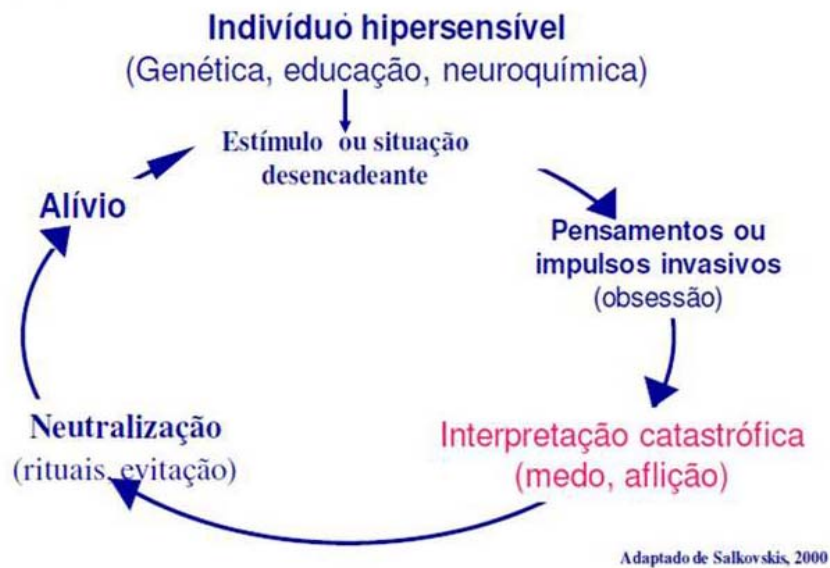 Indivíduo hipersensível
(Genética, educação, neuroquímica)
Estímulo ou situação
desencadeante
Alívio
Pensamentos ou
impulsos invasivos
(obsessão)
Neutralização
(rituais, evitação)
Interpretação catastrófica
(medo, aflição)
Adaptado de Salkovskis, 2000